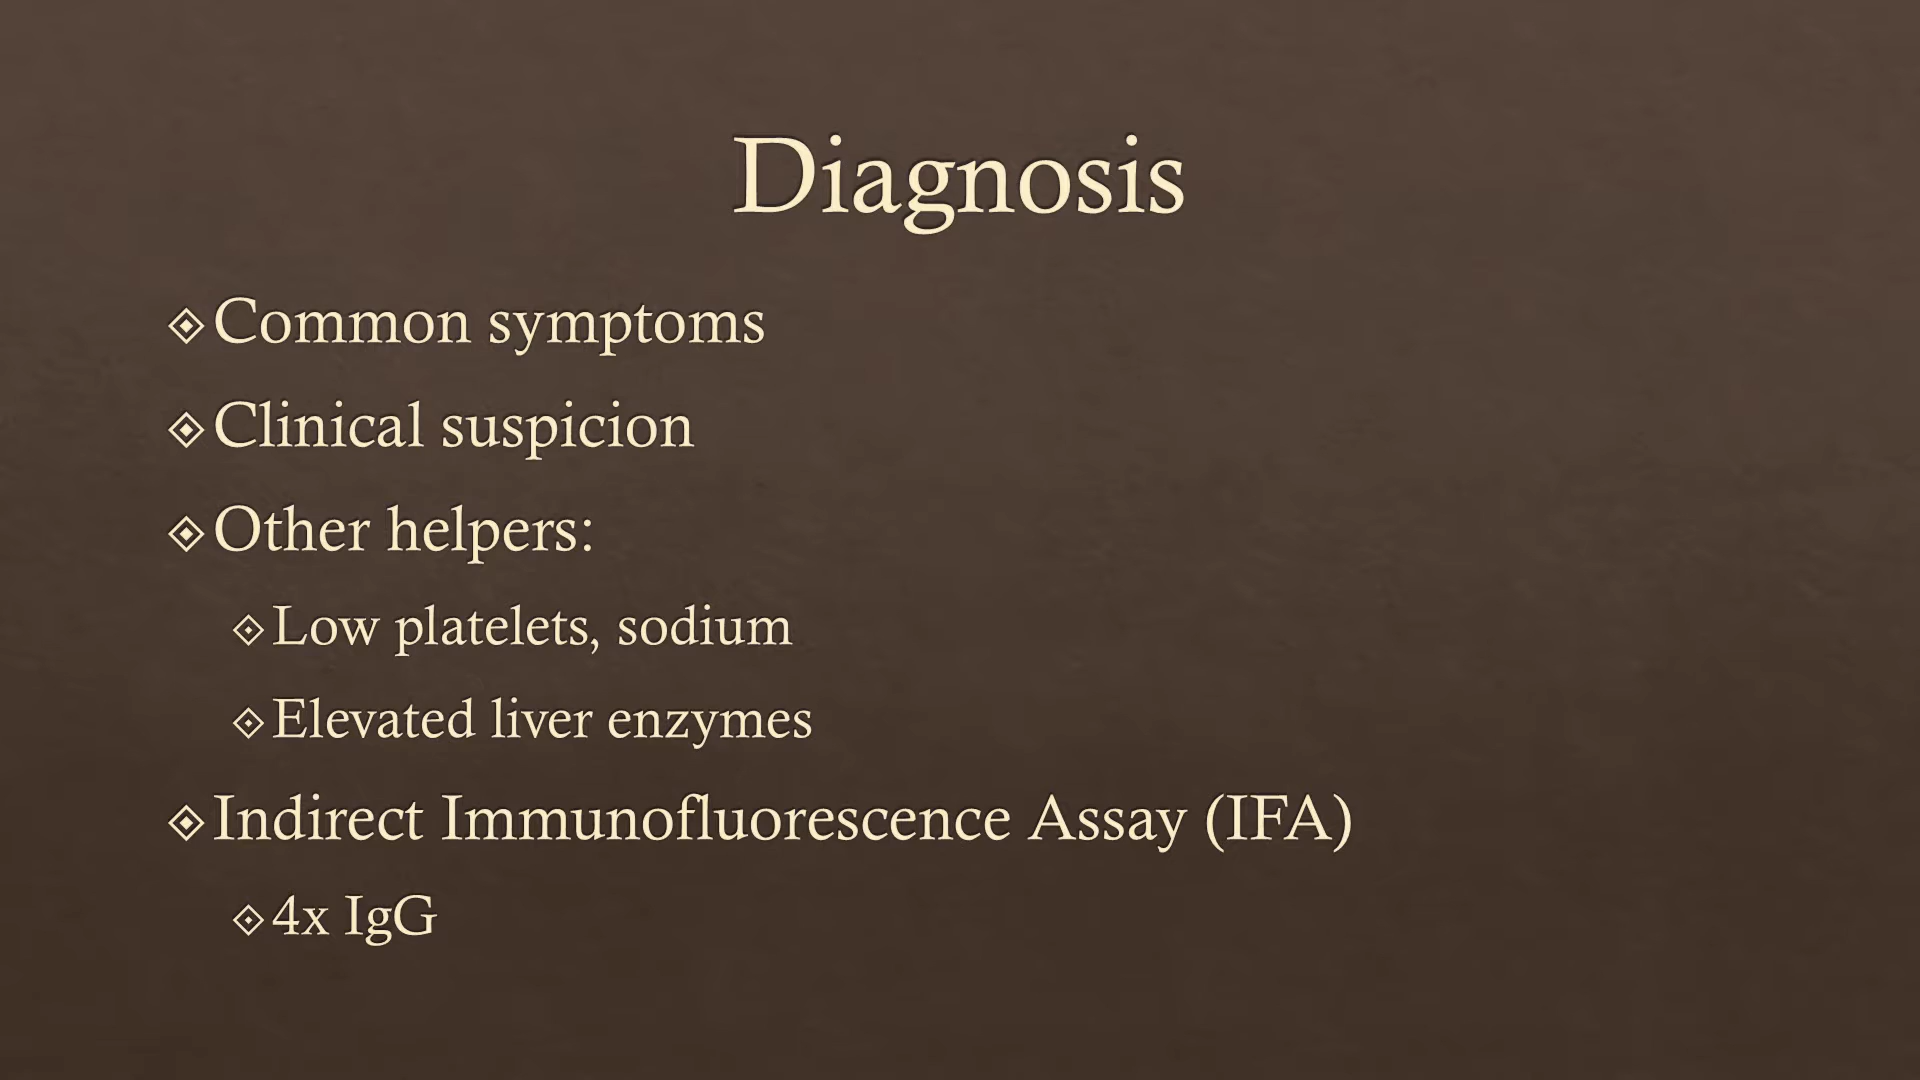 Diagnosis
Common symptoms
Clinical suspicion
Other helpers:
Low platelets, sodium
Elevated liver enzymes
Indirect Immunofluorescence Assay (IFA)
4x IgG